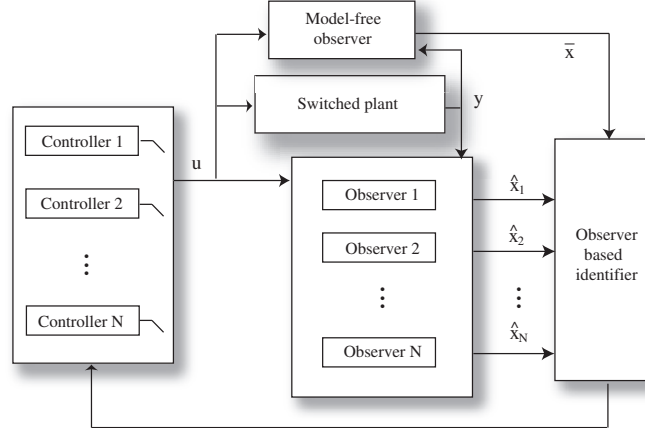 Model-free
observer
x̄
Switched plant
y
Controller 1
u
Controller 2
⋮
Controller N
Observer 1
Observer 2
⋮
Observer N
x̂₁
x̂₂
⋮
x̂_N
Observer
based
identifier